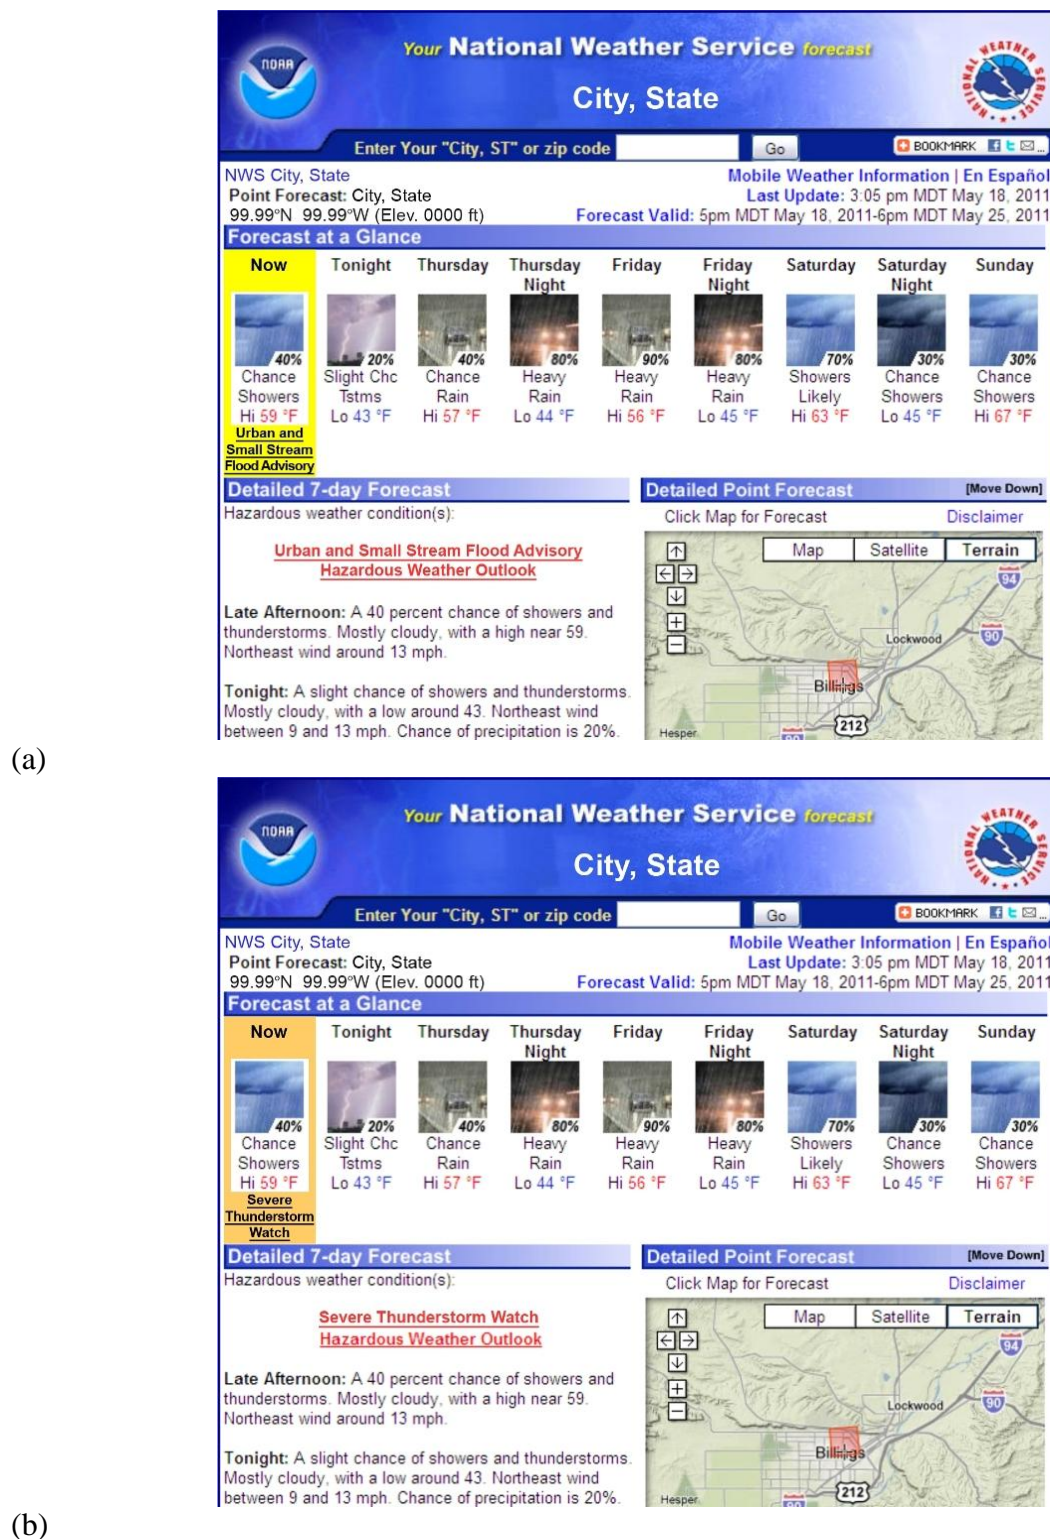 NOAA
Your National Weather Service forecast
NATIONAL WEATHER SERVICE
City, State
Enter Your "City, ST" or zip code Go BOOKMARK
NWS City, State Mobile Weather Information | En Español
Point Forecast: City, State Last Update: 3:05 pm MDT May 18, 2011
99.99°N 99.99°W (Elev. 0000 ft) Forecast Valid: 5pm MDT May 18, 2011-6pm MDT May 25, 2011
Forecast at a Glance
Now Tonight Thursday Thursday Friday Friday Saturday Saturday Sunday
Night Night Night
40% 20% 40% 80% 90% 80% 70% 30% 30%
Chance Slight Chc Chance Heavy Heavy Heavy Showers Chance Chance
Showers Tstms Rain Rain Rain Rain Likely Showers Showers
Hi 59 °F Lo 43 °F Hi 57 °F Lo 44 °F Hi 56 °F Lo 45 °F Hi 63 °F Lo 45 °F Hi 67 °F
Urban and
Small Stream
Flood Advisory
Detailed 7-day Forecast Detailed Point Forecast [Move Down]
Hazardous weather condition(s): Click Map for Forecast Disclaimer
Urban and Small Stream Flood Advisory
Hazardous Weather Outlook
Late Afternoon: A 40 percent chance of showers and
thunderstorms. Mostly cloudy, with a high near 59.
Northeast wind around 13 mph.
Tonight: A slight chance of showers and thunderstorms.
Mostly cloudy, with a low around 43. Northeast wind
between 9 and 13 mph. Chance of precipitation is 20%.
Map Satellite Terrain
94
Lockwood 90
Billings
212
Hesper 90
(a)
NOAA
Your National Weather Service forecast
NATIONAL WEATHER SERVICE
City, State
Enter Your "City, ST" or zip code Go BOOKMARK
NWS City, State Mobile Weather Information | En Español
Point Forecast: City, State Last Update: 3:05 pm MDT May 18, 2011
99.99°N 99.99°W (Elev. 0000 ft) Forecast Valid: 5pm MDT May 18, 2011-6pm MDT May 25, 2011
Forecast at a Glance
Now Tonight Thursday Thursday Friday Friday Saturday Saturday Sunday
Night Night Night
40% 20% 40% 80% 90% 80% 70% 30% 30%
Chance Slight Chc Chance Heavy Heavy Heavy Showers Chance Chance
Showers Tstms Rain Rain Rain Rain Likely Showers Showers
Hi 59 °F Lo 43 °F Hi 57 °F Lo 44 °F Hi 56 °F Lo 45 °F Hi 63 °F Lo 45 °F Hi 67 °F
Severe
Thunderstorm
Watch
Detailed 7-day Forecast Detailed Point Forecast [Move Down]
Hazardous weather condition(s): Click Map for Forecast Disclaimer
Severe Thunderstorm Watch
Hazardous Weather Outlook
Late Afternoon: A 40 percent chance of showers and
thunderstorms. Mostly cloudy, with a high near 59.
Northeast wind around 13 mph.
Tonight: A slight chance of showers and thunderstorms.
Mostly cloudy, with a low around 43. Northeast wind
between 9 and 13 mph. Chance of precipitation is 20%.
Map Satellite Terrain
94
Lockwood 90
Billings
212
Hesper 90
(b)